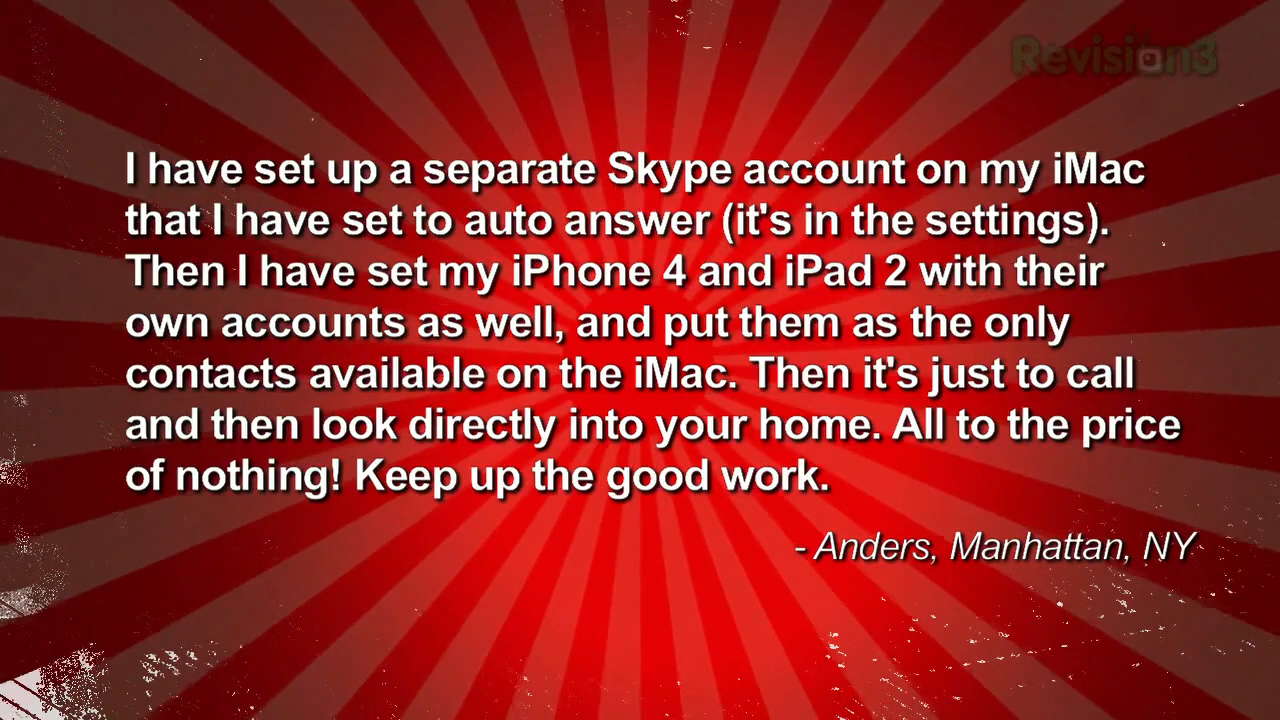 Revision3
I have set up a separate Skype account on my iMac
that I have set to auto answer (it's in the settings).
Then I have set my iPhone 4 and iPad 2 with their
own accounts as well, and put them as the only
contacts available on the iMac. Then it's just to call
and then look directly into your home. All to the price
of nothing! Keep up the good work.
- Anders, Manhattan, NY